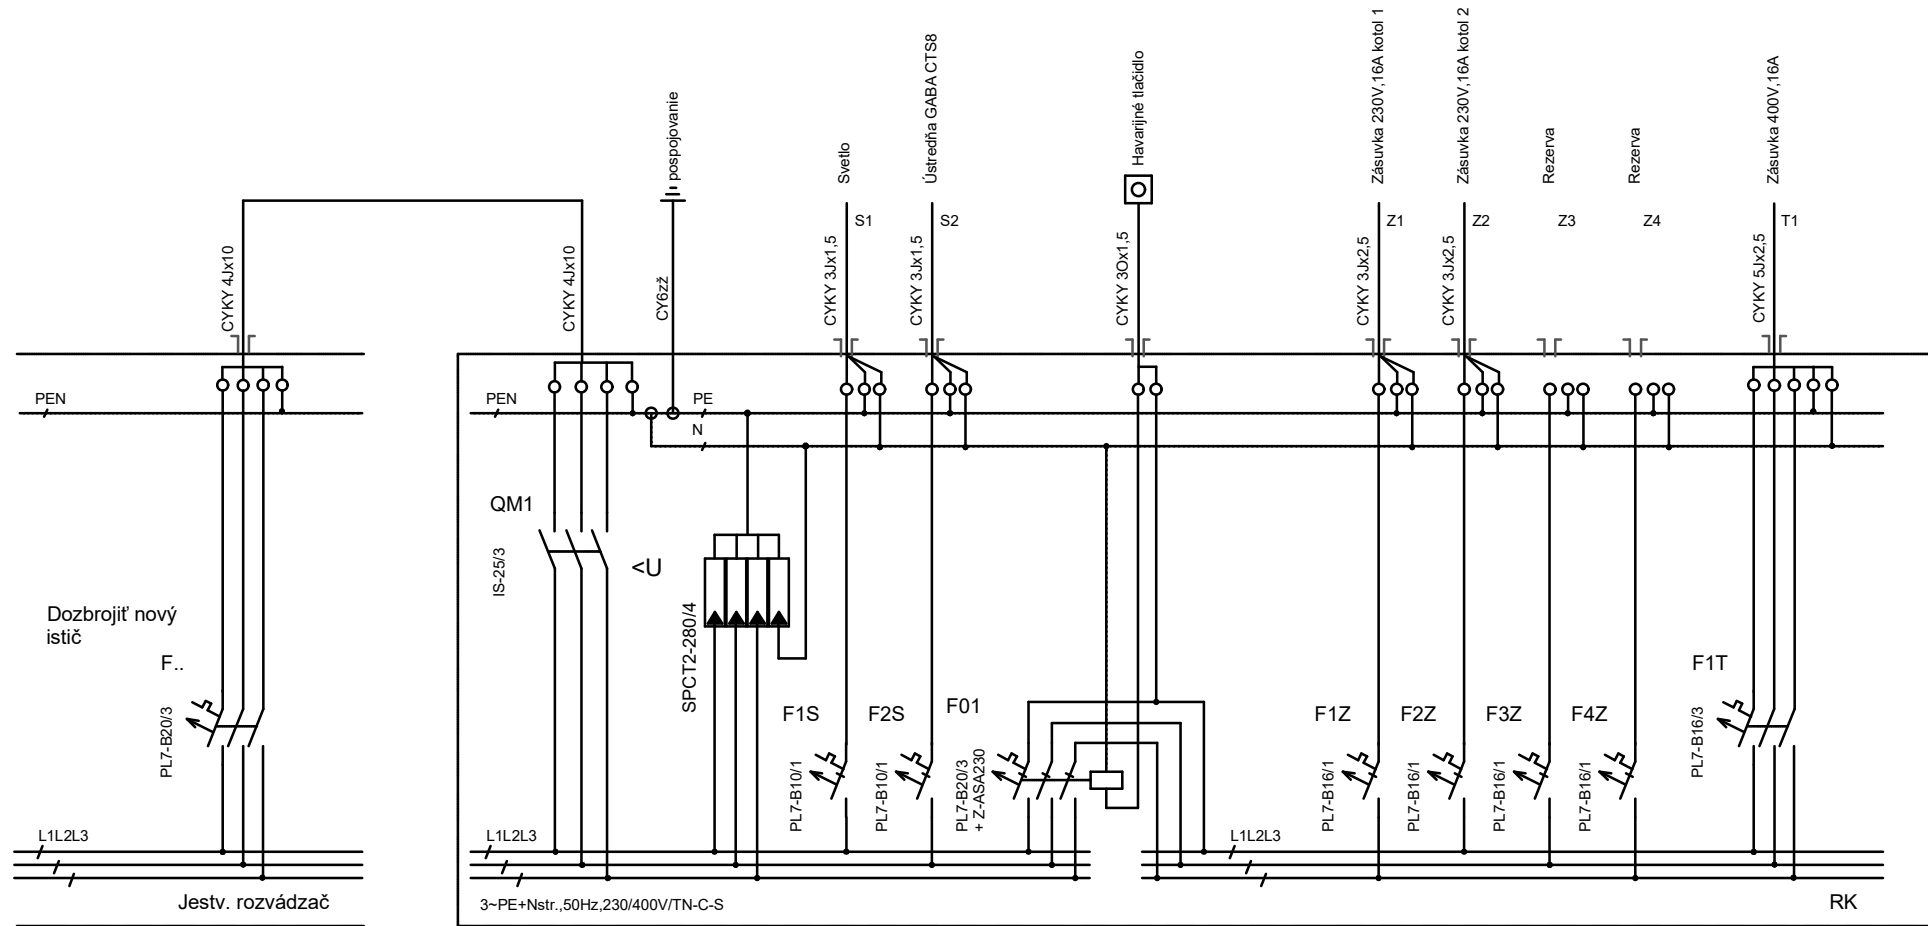 pospojovanie
Svetlo
Ústredňa GABA CTS8
Havarijné tlačidlo
Zásuvka 230V,16A kotol 1
Zásuvka 230V,16A kotol 2
Rezerva
Rezerva
Zásuvka 400V,16A
S1
S2
Z1
Z2
Z3
Z4
T1
CYKY 4Jx10
CYKY 4Jx10
CY6zž
CYKY 3Jx1,5
CYKY 3Jx1,5
CYKY 3Ox1,5
CYKY 3Jx2,5
CYKY 3Jx2,5
CYKY 5Jx2,5
PEN
PEN
PE
N
QM1
IS-25/3
<U
SPCT2-280/4
Dozbrojiť nový
istič
F..
PL7-B20/3
F1S
PL7-B10/1
F2S
PL7-B10/1
F01
PL7-B20/3
+ Z-ASA230
F1Z
PL7-B16/1
F2Z
PL7-B16/1
F3Z
PL7-B16/1
F4Z
PL7-B16/1
F1T
PL7-B16/3
L1L2L3
L1L2L3
L1L2L3
Jestv. rozvádzač
3~PE+Nstr.,50Hz,230/400V/TN-C-S
RK